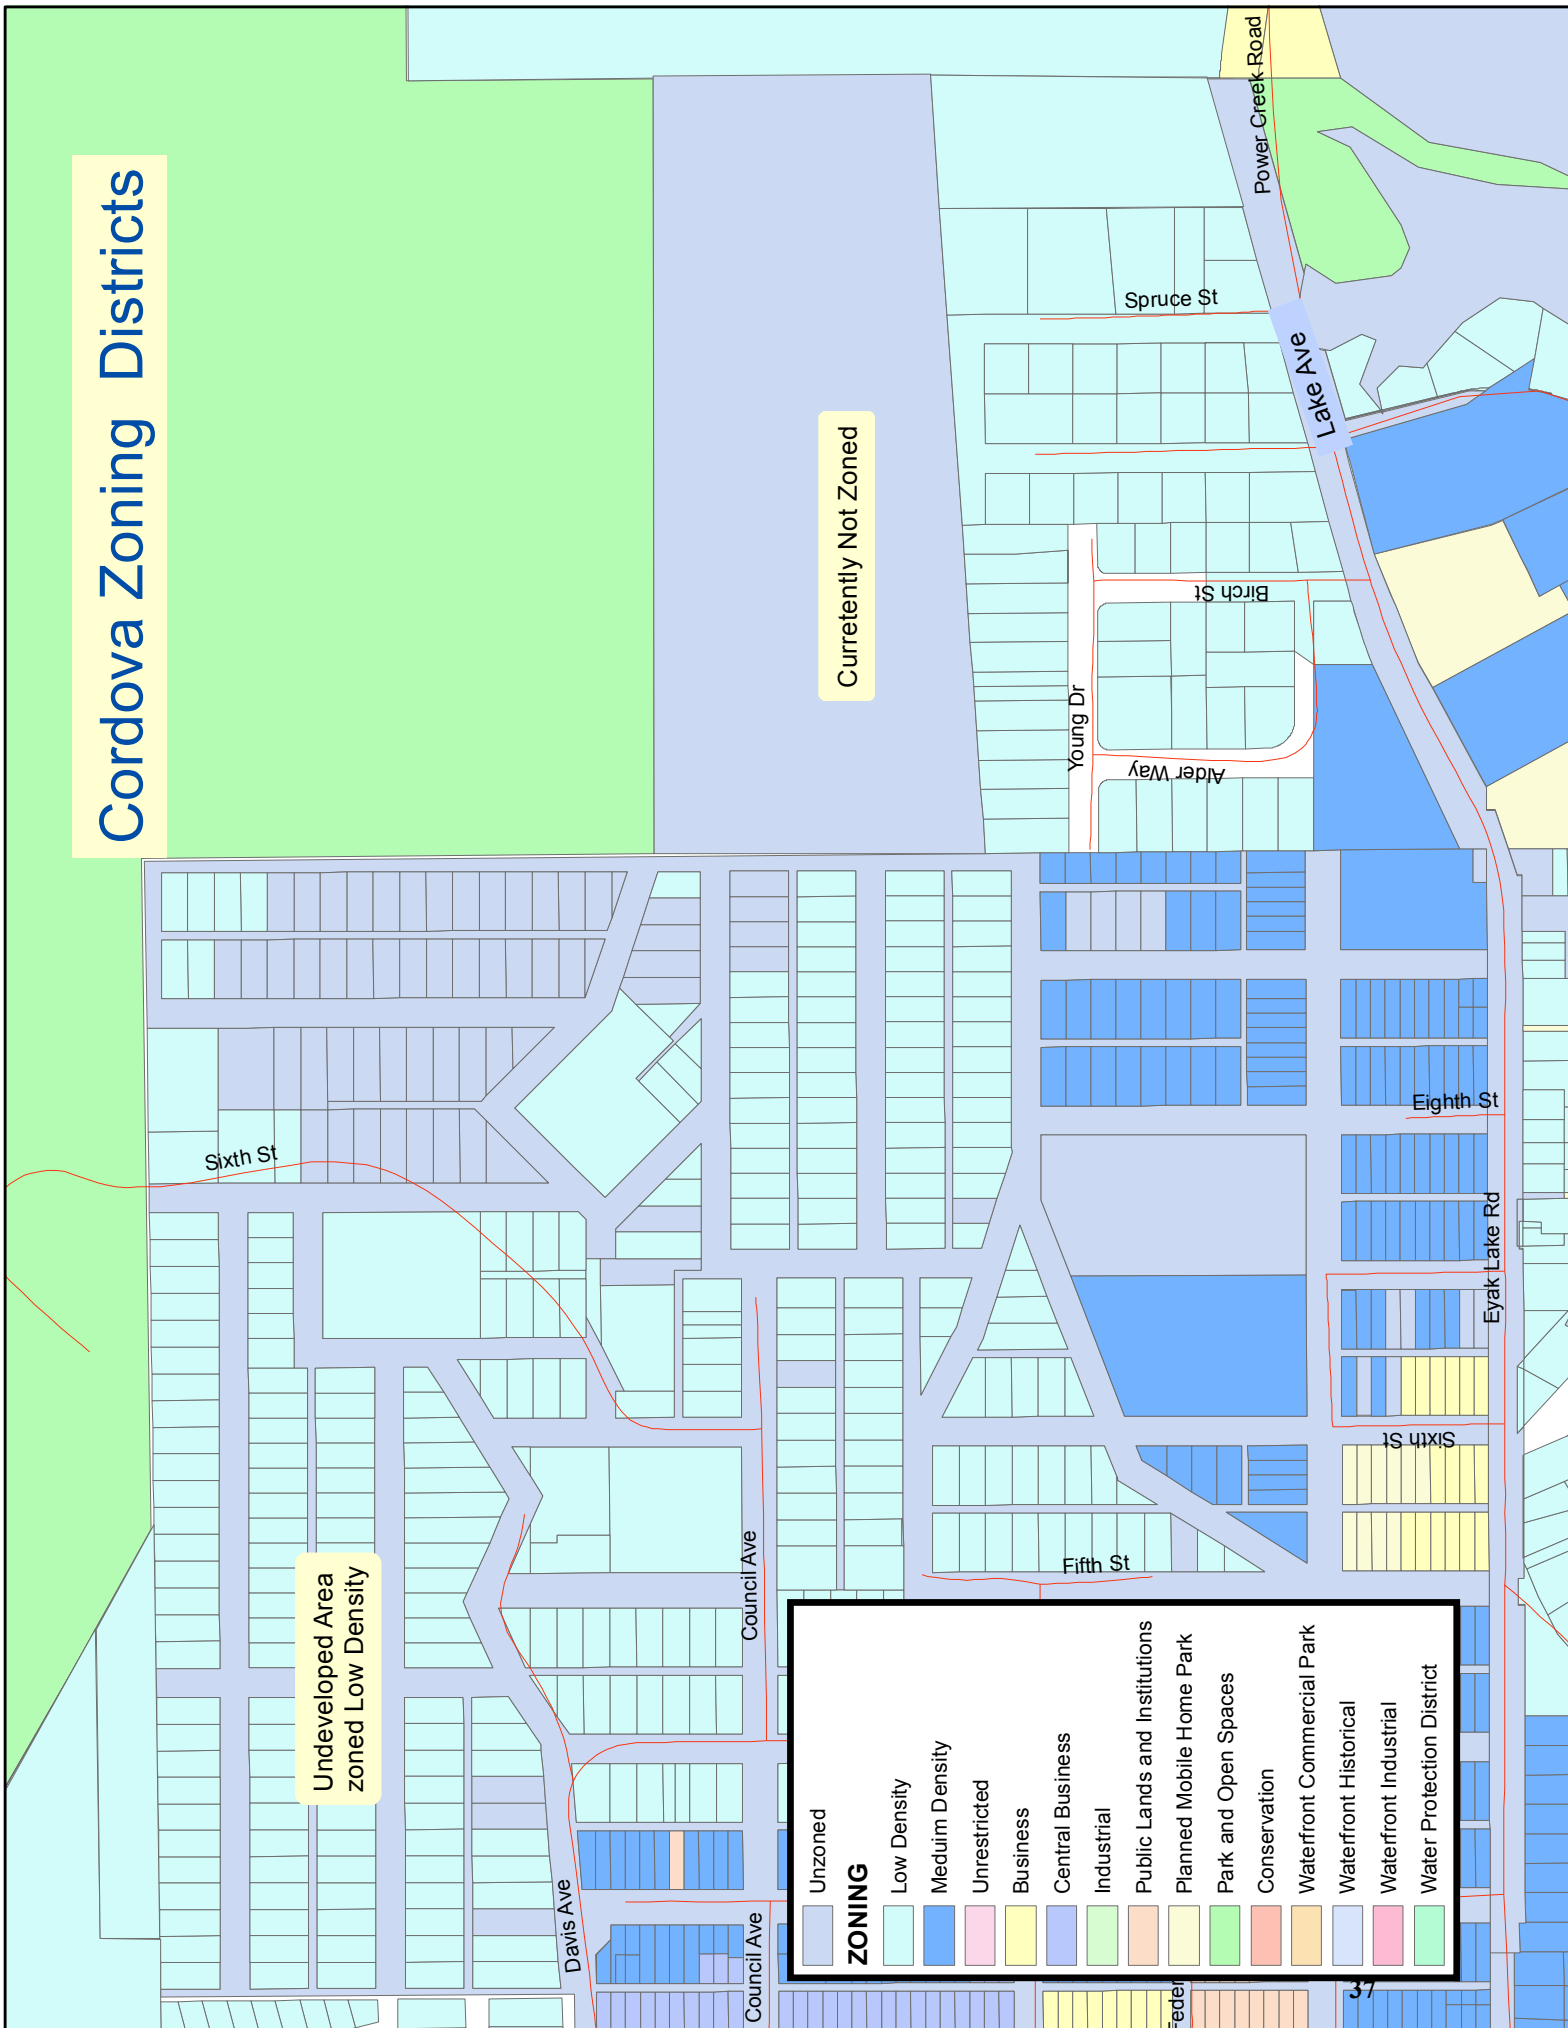 Cordova Zoning Districts
Power Creek Road
Spruce St
Lake Ave
Curretently Not Zoned
Birch St
Young Dr
Alder Way
Sixth St
Eighth St
Eyak Lake Rd
Sixth St
Fifth St
Council Ave
Undeveloped Area
zoned Low Density
Davis Ave
Council Ave
Unzoned
ZONING
Low Density
Meduim Density
Unrestricted
Business
Central Business
Industrial
Public Lands and Institutions
Planned Mobile Home Park
Park and Open Spaces
Conservation
Waterfront Commercial Park
Waterfront Historical
Waterfront Industrial
Water Protection District
37